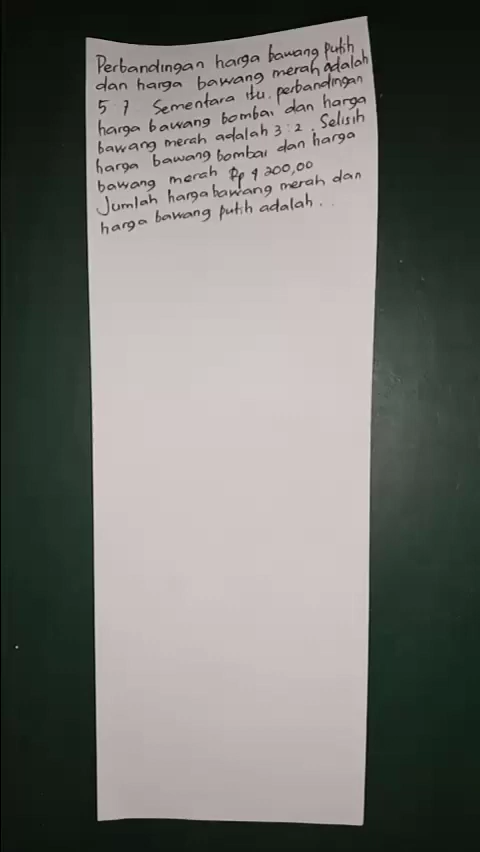 Perbandingan harga bawang putih
dan harga bawang merah adalah
5:7 Sementara itu, perbandingan
harga bawang bombai dan harga
bawang merah adalah 3:2. Selisih
harga bawang bombai dan harga
bawang merah Rp 4 200,00
Jumlah harga bawang merah dan
harga bawang putih adalah ...